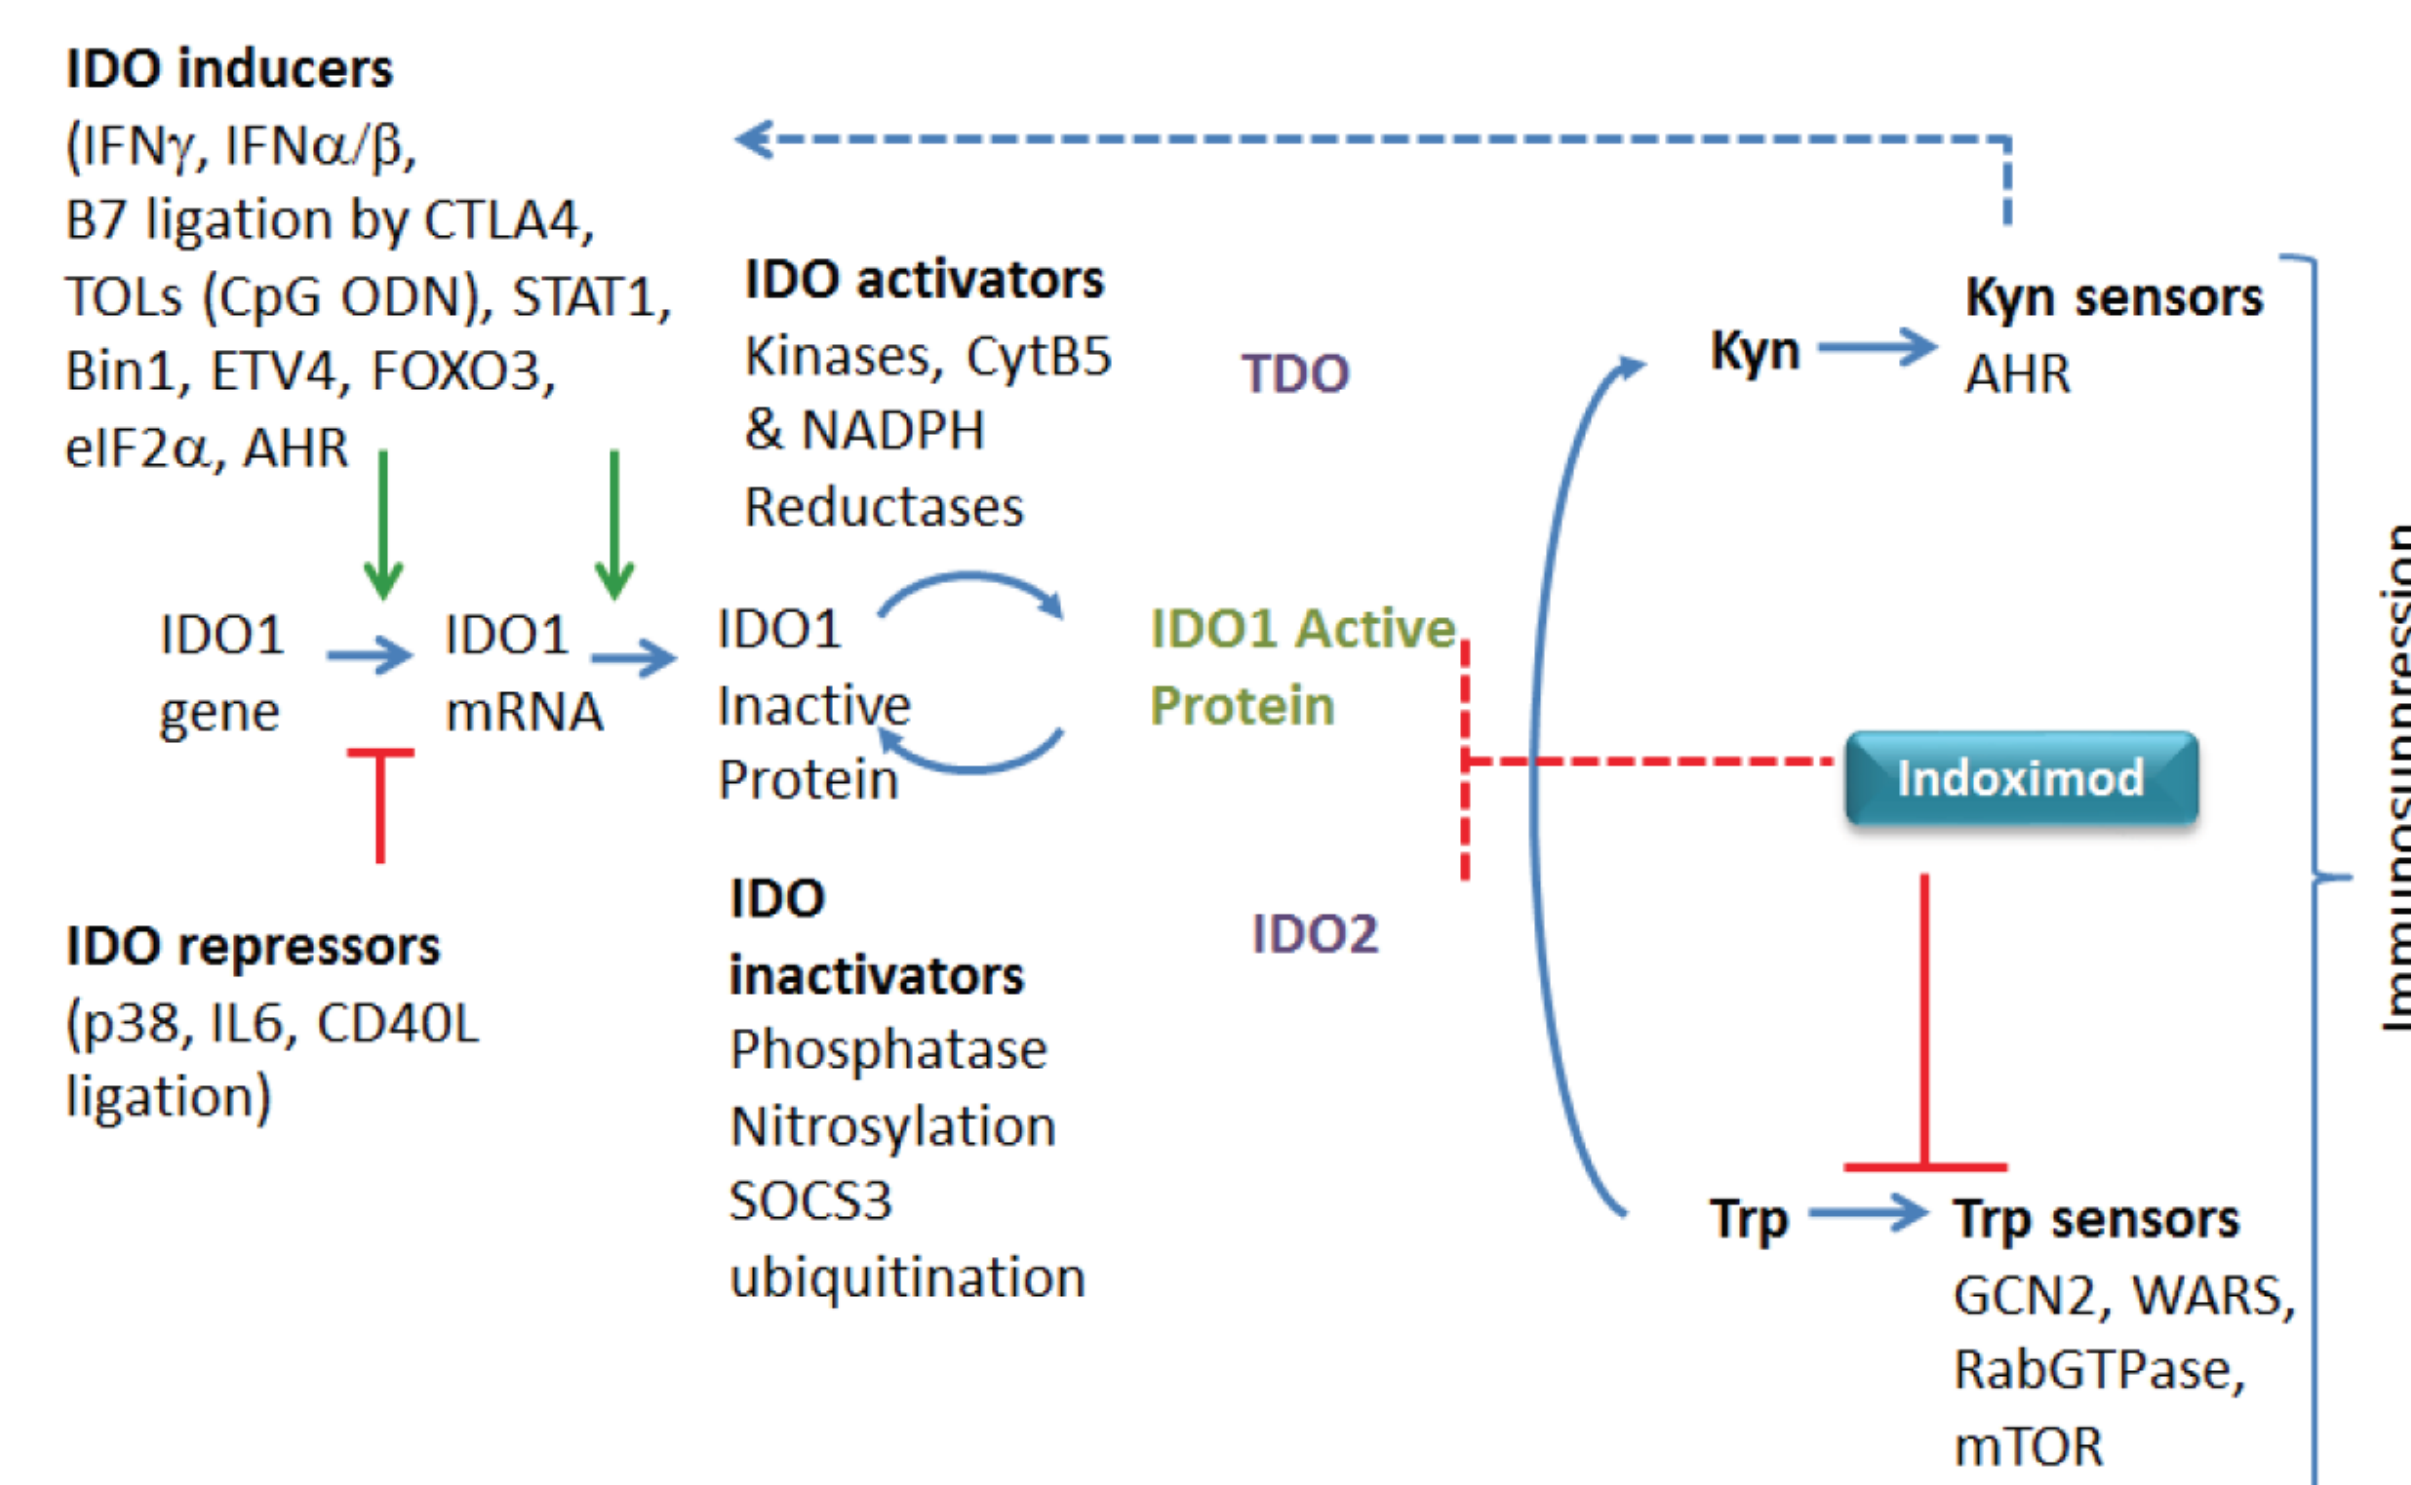 IDO inducers
(IFNγ, IFNα/β,
B7 ligation by CTLA4,
TOLs (CpG ODN), STAT1,
Bin1, ETV4, FOXO3,
eIF2α, AHR
IDO1
gene
IDO1
mRNA
IDO repressors
(p38, IL6, CD40L
ligation)
IDO activators
Kinases, CytB5
& NADPH
Reductases
IDO1
Inactive
Protein
IDO
inactivators
Phosphatase
Nitrosylation
SOCS3
ubiquitination
TDO
IDO1 Active
Protein
IDO2
Kyn
Kyn sensors
AHR
Indoximod
Trp
Trp sensors
GCN2, WARS,
RabGTPase,
mTOR
Immunosuppression